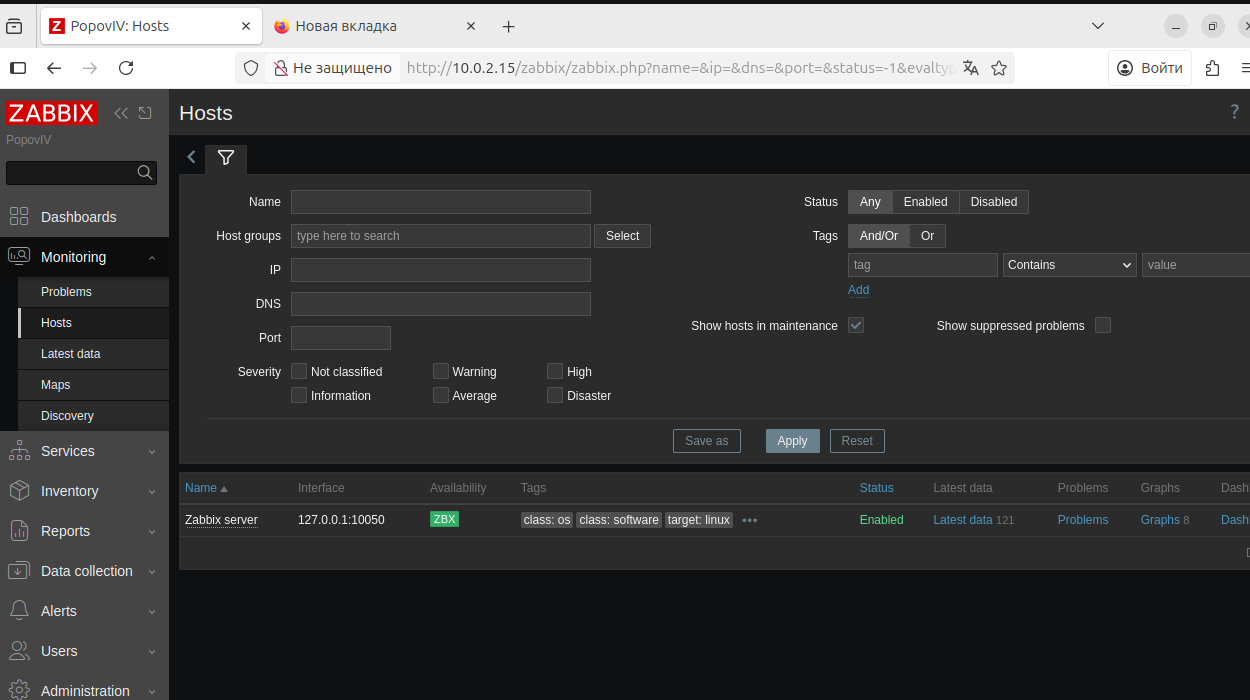 PopovIV: Hosts
Новая вкладка
Не защищено
http://10.0.2.15/zabbix/zabbix.php?name=&ip=&dns=&port=&status=-1&evaltyp
Войти
ZABBIX
PopovIV
Hosts
?
Dashboards
Monitoring
Problems
Hosts
Latest data
Maps
Discovery
Services
Inventory
Reports
Data collection
Alerts
Users
Administration
Name
Status Any Enabled Disabled
Host groups type here to search Select
Tags And/Or Or
IP
tag Contains value
DNS
Add
Port
Show hosts in maintenance Show suppressed problems
Severity Not classified Warning High
Information Average Disaster
Save as Apply Reset
Name Interface Availability Tags Status Latest data Problems Graphs Dash
Zabbix server 127.0.0.1:10050 ZBX class: os class: software target: linux ••• Enabled Latest data 121 Problems Graphs 8 Dash